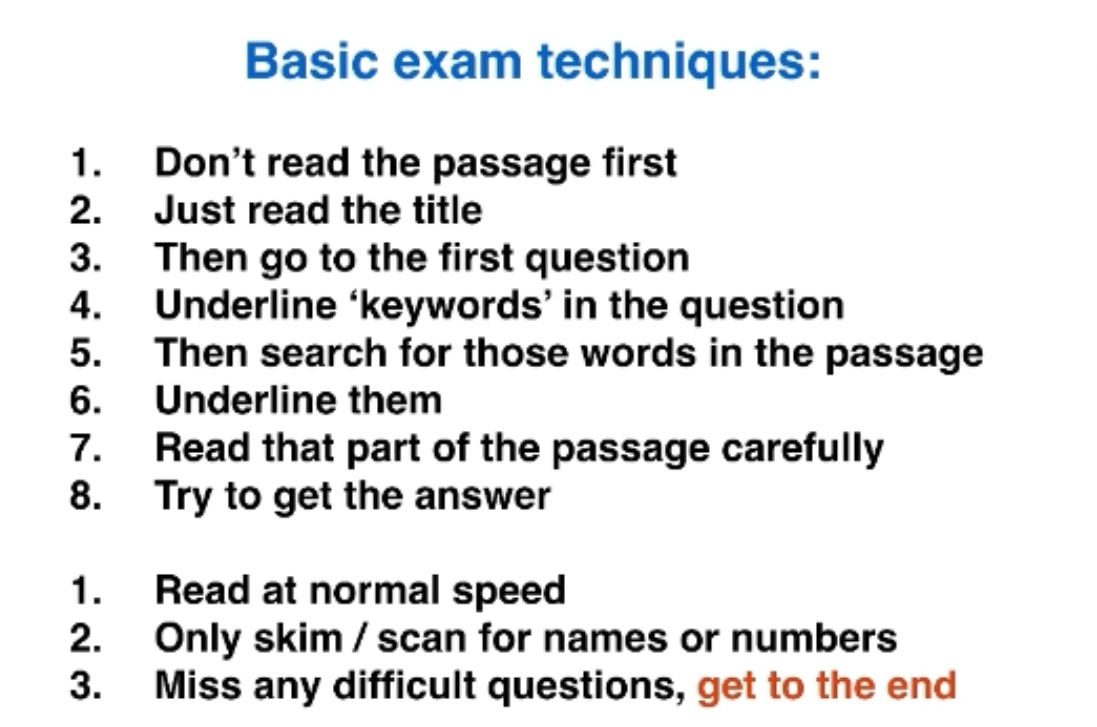 Basic exam techniques:
1. Don't read the passage first
2. Just read the title
3. Then go to the first question
4. Underline ‘keywords’ in the question
5. Then search for those words in the passage
6. Underline them
7. Read that part of the passage carefully
8. Try to get the answer
1. Read at normal speed
2. Only skim / scan for names or numbers
3. Miss any difficult questions, get to the end